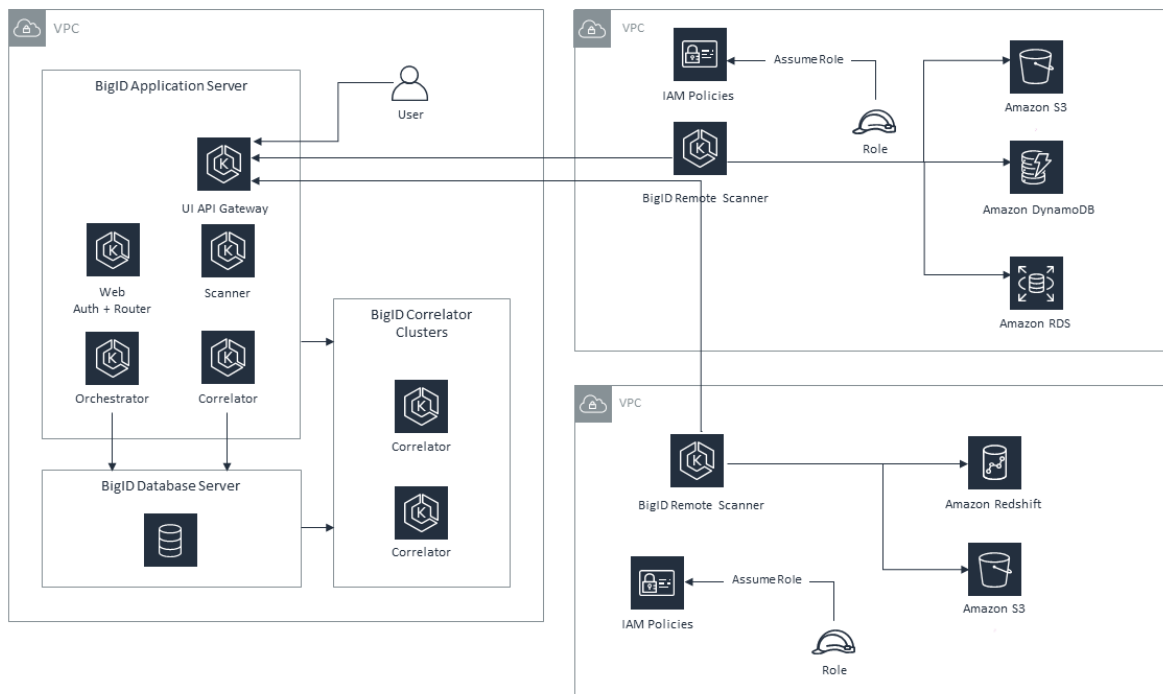 VPC
BigID Application Server
User
UI API Gateway
Web
Auth + Router
Scanner
Orchestrator
Correlator
BigID Correlator
Clusters
Correlator
Correlator
BigID Database Server
VPC
IAM Policies
Assume Role
Role
BigID Remote Scanner
Amazon S3
Amazon DynamoDB
Amazon RDS
VPC
BigID Remote Scanner
Amazon Redshift
Amazon S3
IAM Policies
Assume Role
Role